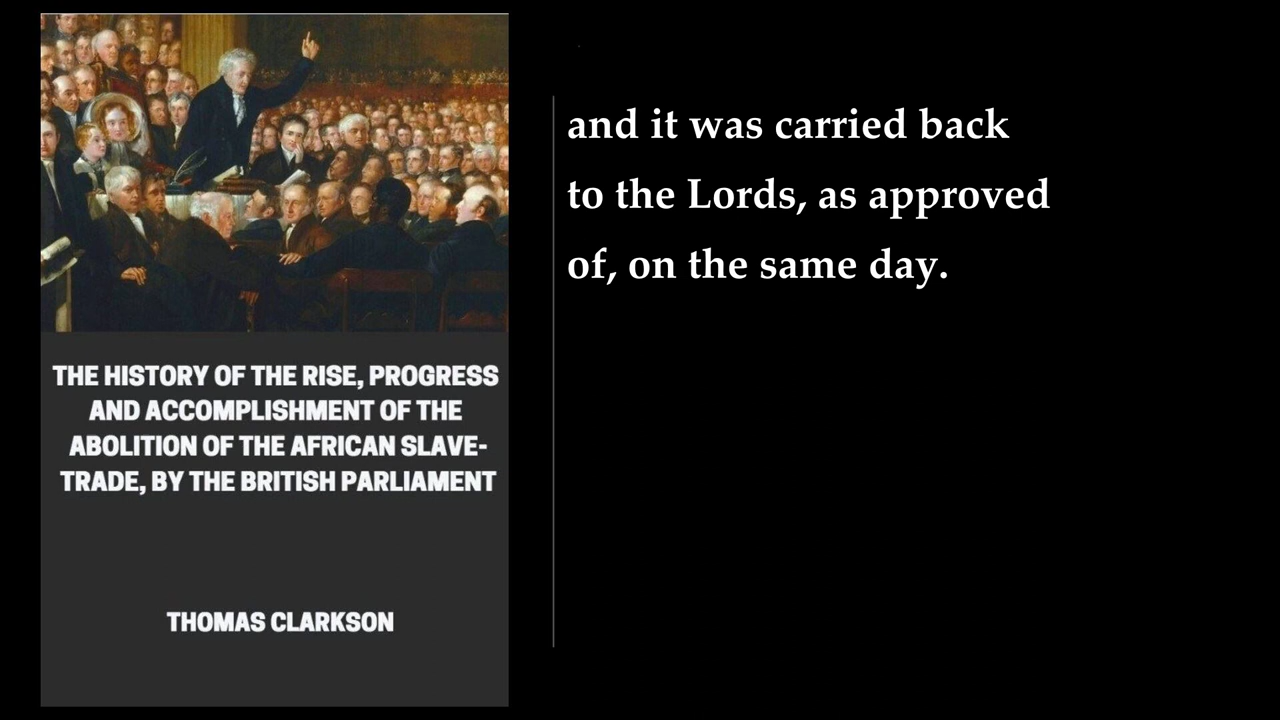 THE HISTORY OF THE RISE, PROGRESS
AND ACCOMPLISHMENT OF THE
ABOLITION OF THE AFRICAN SLAVE-
TRADE, BY THE BRITISH PARLIAMENT
THOMAS CLARKSON
and it was carried back
to the Lords, as approved
of, on the same day.